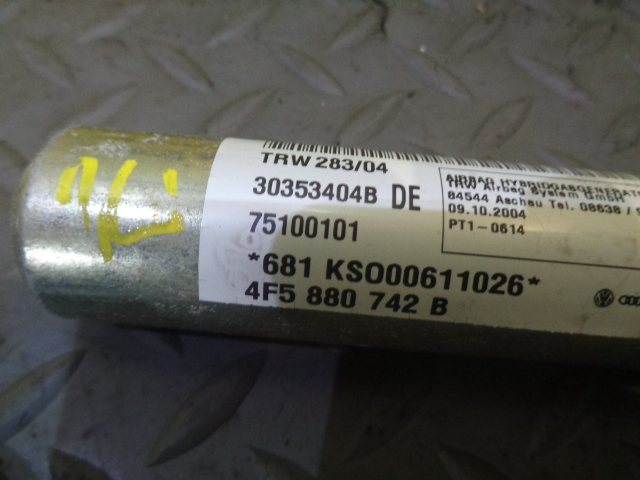 TRW 283/04
30353404B DE
75100101
*681 KSO00611026*
4F5 880 742 B
AIRBAG HYBRIDGASGENERAT
TRW Airbag System GmbH
84544 Aschau Tel. 08638 /
09.10.2004
PT1-0614